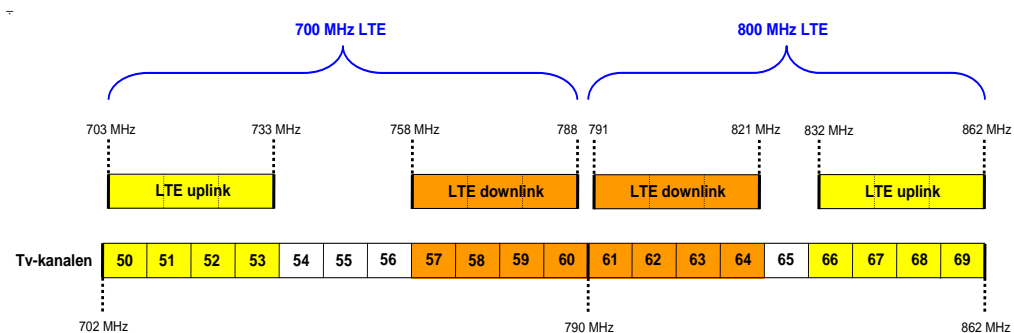 700 MHz LTE 800 MHz LTE
703 MHz 733 MHz 758 MHz 788 791 821 MHz 832 MHz 862 MHz
LTE uplink LTE downlink LTE downlink LTE uplink
Tv-kanalen 50 51 52 53 54 55 56 57 58 59 60 61 62 63 64 65 66 67 68 69
702 MHz 790 MHz 862 MHz